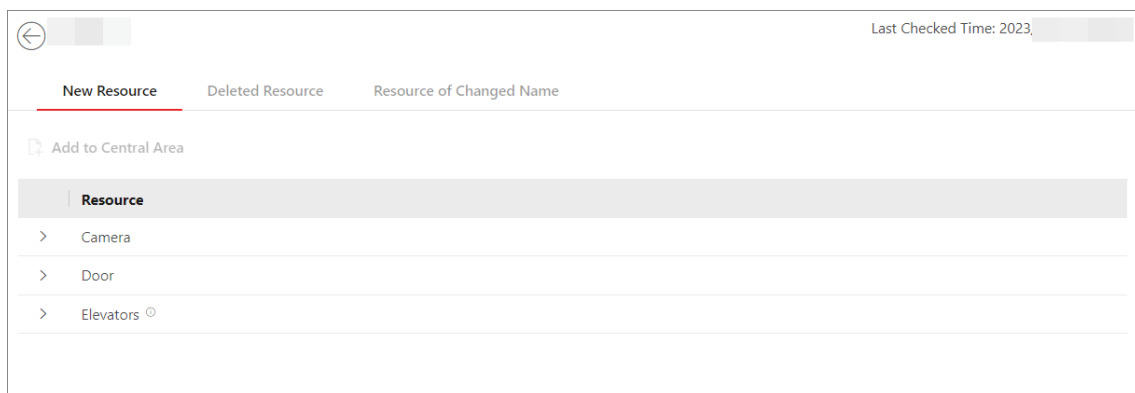 Last Checked Time: 2023,
New Resource Deleted Resource Resource of Changed Name
Add to Central Area
Resource
Camera
Door
Elevators